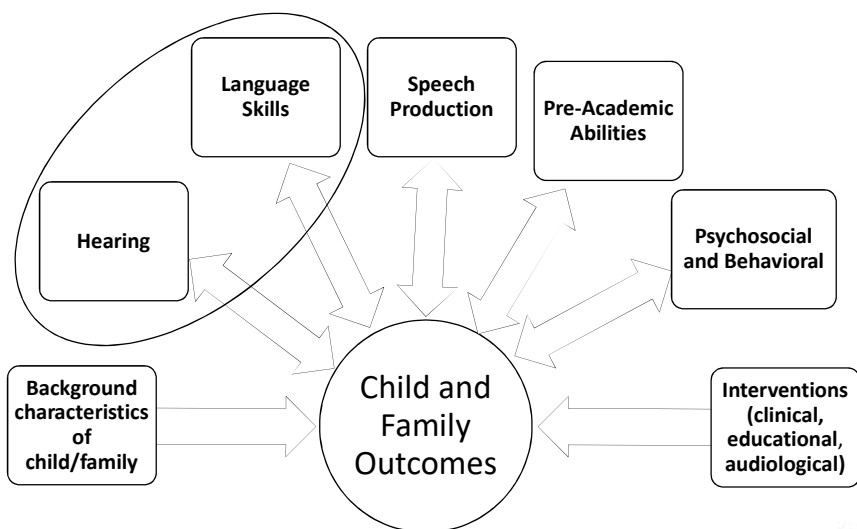 Language
Skills
Speech
Production
Pre-Academic
Abilities
Hearing
Psychosocial
and Behavioral
Background
characteristics
of
child/family
Child and
Family
Outcomes
Interventions
(clinical,
educational,
audiological)